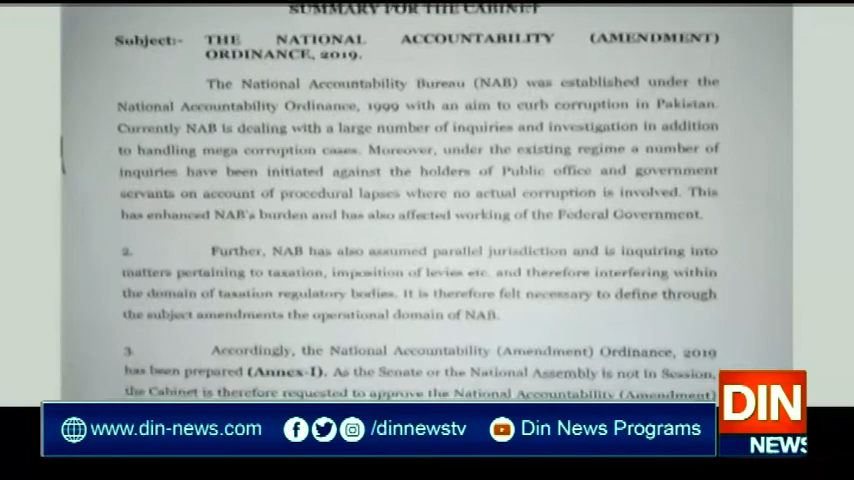 SUMMARY FOR THE CABINET
Subject:- THE NATIONAL ACCOUNTABILITY (AMENDMENT)
ORDINANCE, 2019.
The National Accountability Bureau (NAB) was established under the
National Accountability Ordinance, 1999 with an aim to curb corruption in Pakistan.
Currently NAB is dealing with a large number of inquiries and investigation in addition
to handling mega corruption cases. Moreover, under the existing regime a number of
inquiries have been initiated against the holders of Public office and government
servants on account of procedural lapses where no actual corruption is involved. This
has enhanced NAB's burden and has also affected working of the Federal Government.
2. Further, NAB has also assumed parallel jurisdiction and is inquiring into
matters pertaining to taxation, imposition of levies etc. and therefore interfering within
the domain of taxation regulatory bodies. It is therefore felt necessary to define through
the subject amendments the operational domain of NAB.
3. Accordingly, the National Accountability (Amendment) Ordinance, 2019
has been prepared (Annex-I). As the Senate or the National Assembly is not in Session,
the Cabinet is therefore requested to approve the National Accountability (Amendment)
www.din-news.com /dinnewstv Din News Programs
DIN
NEWS